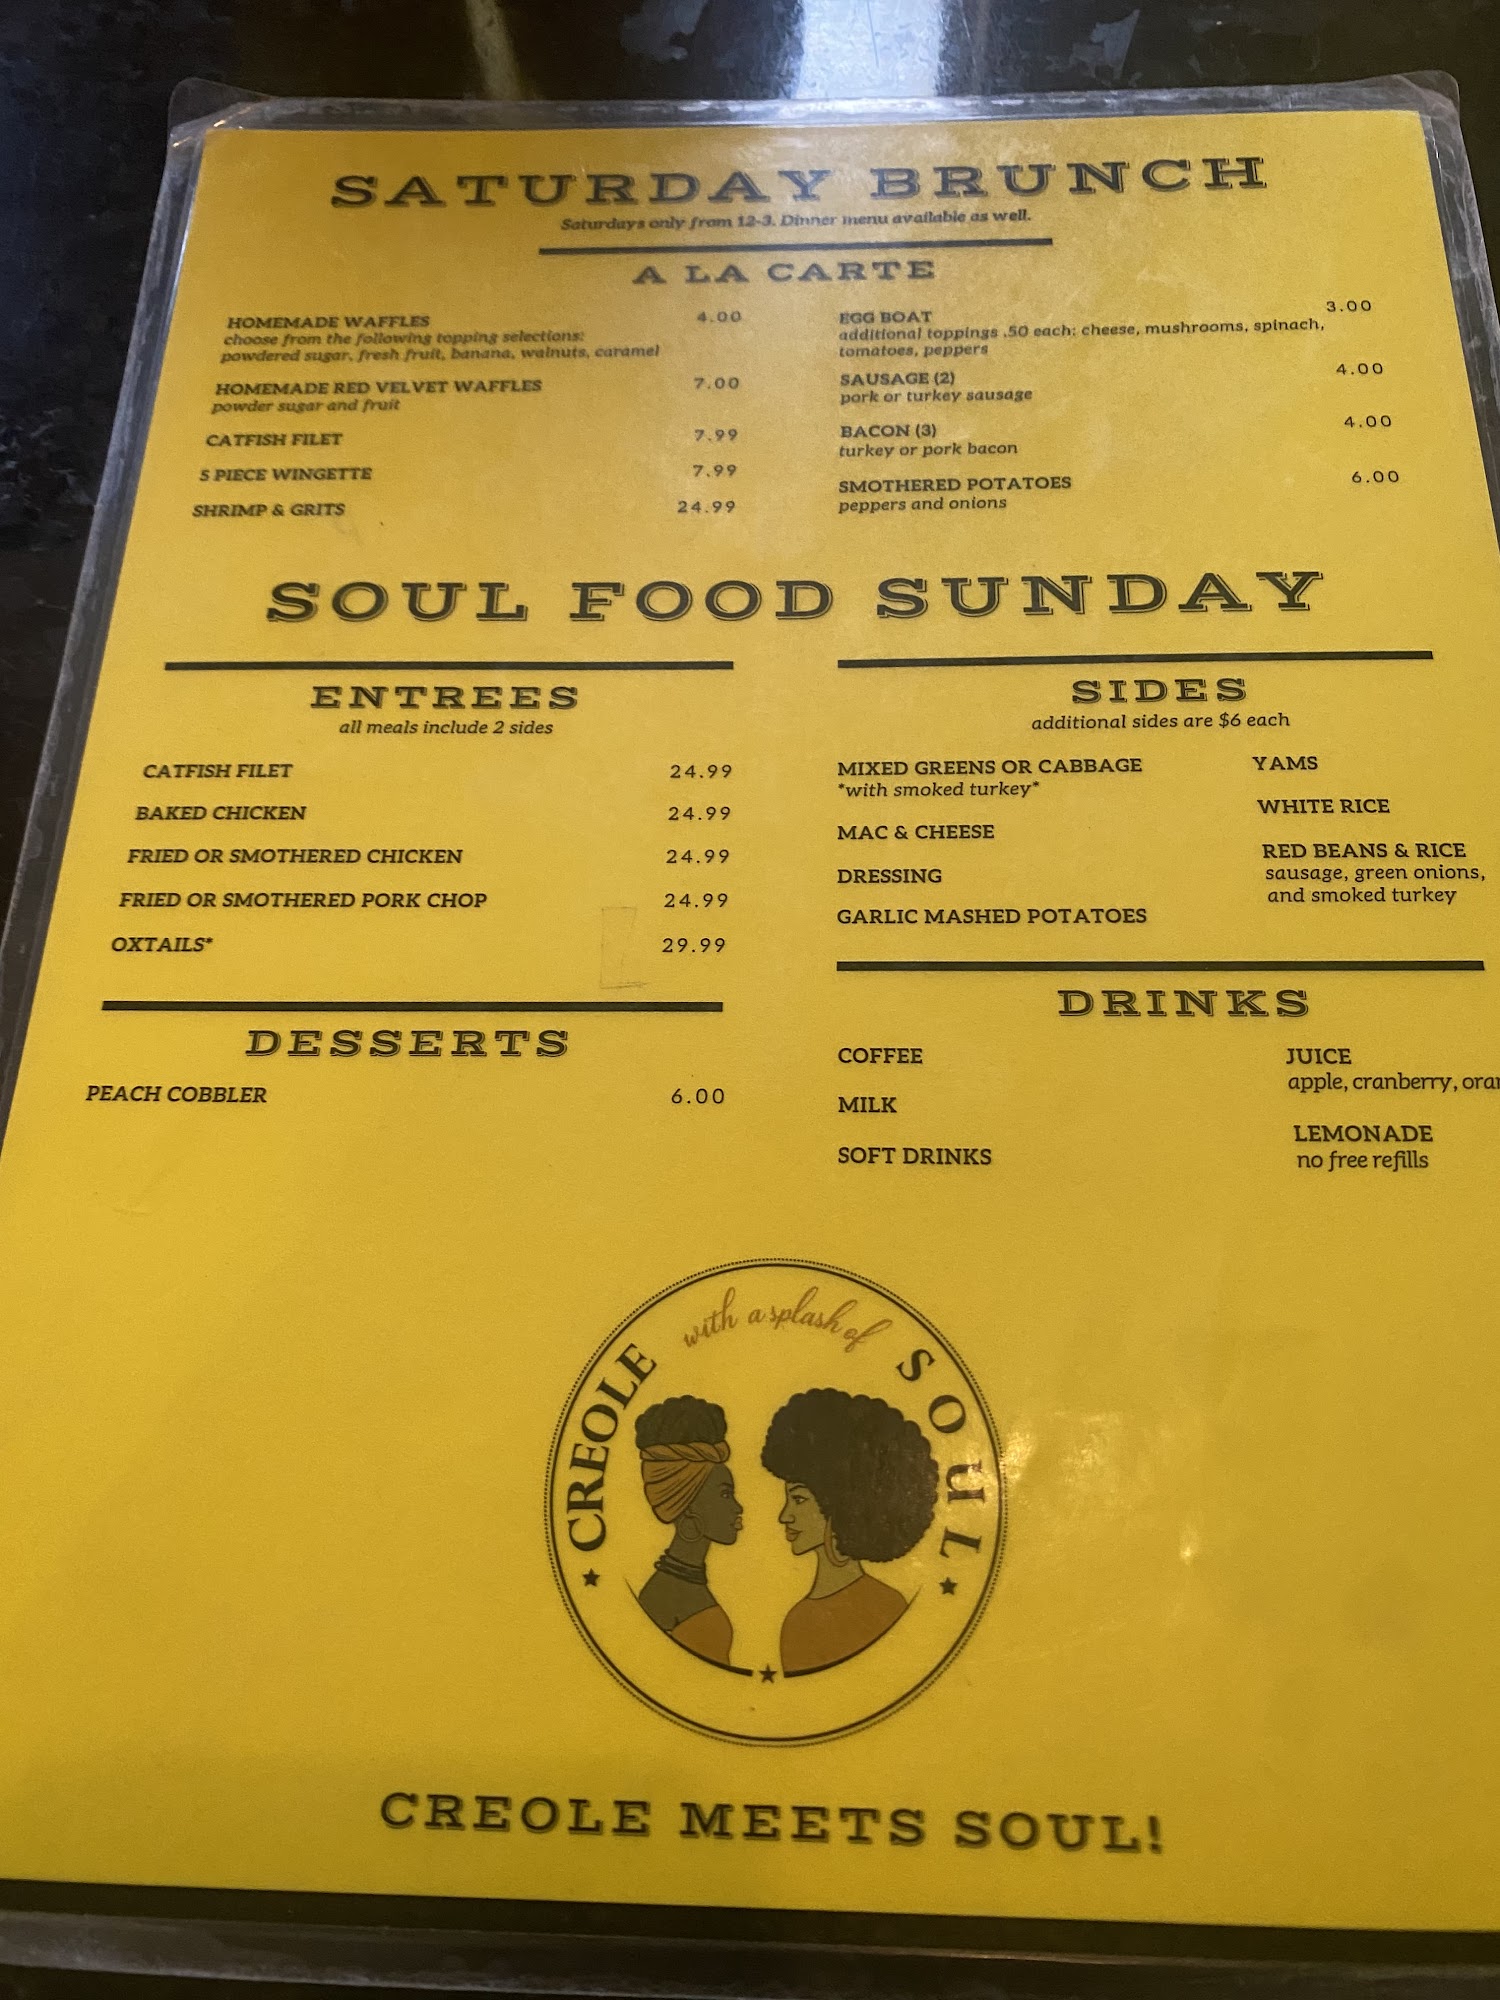 SATURDAY BRUNCH
Saturdays only from 12-3. Dinner menu available as well.
A LA CARTE
HOMEMADE WAFFLES 4.00
choose from the following topping selections:
powdered sugar, fresh fruit, banana, walnuts, caramel
HOMEMADE RED VELVET WAFFLES 7.00
powder sugar and fruit
CATFISH FILET 7.99
5 PIECE WINGETTE 7.99
SHRIMP & GRITS 24.99
EGG BOAT 3.00
additional toppings .50 each: cheese, mushrooms, spinach,
tomatoes, peppers
SAUSAGE (2) 4.00
pork or turkey sausage
BACON (3) 4.00
turkey or pork bacon
SMOTHERED POTATOES 6.00
peppers and onions
SOUL FOOD SUNDAY
ENTREES
all meals include 2 sides
CATFISH FILET 24.99
BAKED CHICKEN 24.99
FRIED OR SMOTHERED CHICKEN 24.99
FRIED OR SMOTHERED PORK CHOP 24.99
OXTAILS* 29.99
DESSERTS
PEACH COBBLER 6.00
SIDES
additional sides are $6 each
MIXED GREENS OR CABBAGE
*with smoked turkey*
MAC & CHEESE
DRESSING
GARLIC MASHED POTATOES
YAMS
WHITE RICE
RED BEANS & RICE
sausage, green onions,
and smoked turkey
DRINKS
COFFEE
MILK
SOFT DRINKS
JUICE
apple, cranberry,
LEMONADE
no free refills
CREOLE with a splash of SOUL
CREOLE MEETS SOUL!